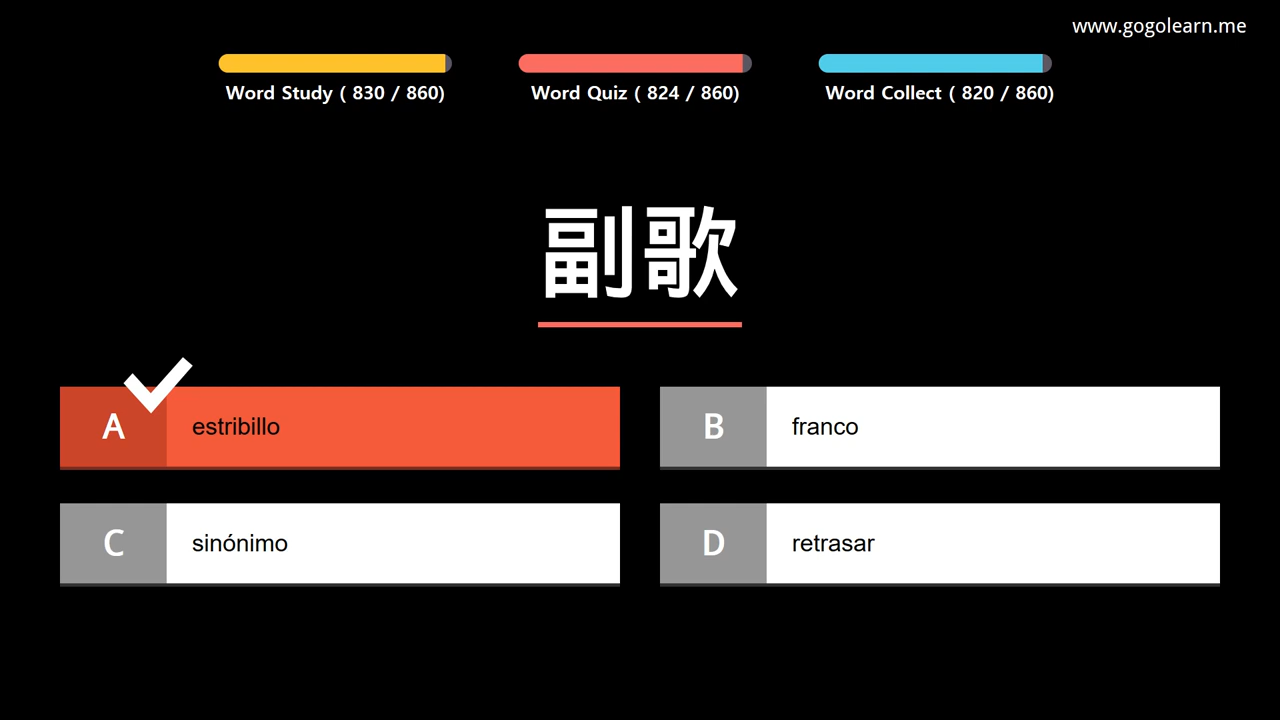 www.gogolearn.me
Word Study ( 830 / 860)
Word Quiz ( 824 / 860)
Word Collect ( 820 / 860)
副歌
A estribillo
B franco
C sinónimo
D retrasar